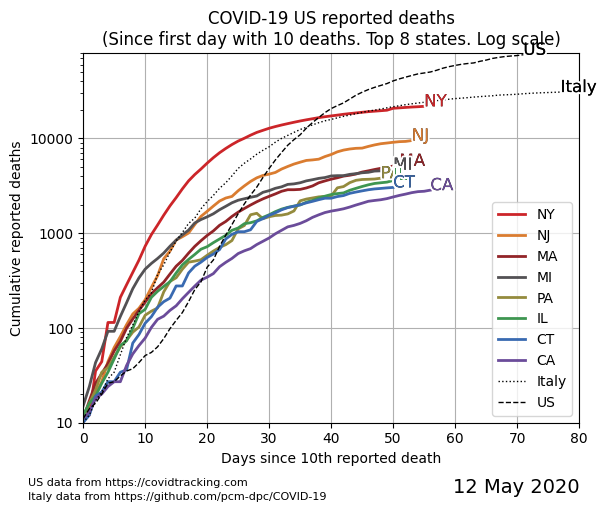 COVID-19 US reported deaths
(Since first day with 10 deaths. Top 8 states. Log scale)
US
Italy
NY
NJ
MA
MI
PA
IL
CT
CA
10000
1000
100
10
Cumulative reported deaths
NY
NJ
MA
MI
PA
IL
CT
CA
Italy
US
0 10 20 30 40 50 60 70 80
Days since 10th reported death
US data from https://covidtracking.com
Italy data from https://github.com/pcm-dpc/COVID-19
12 May 2020